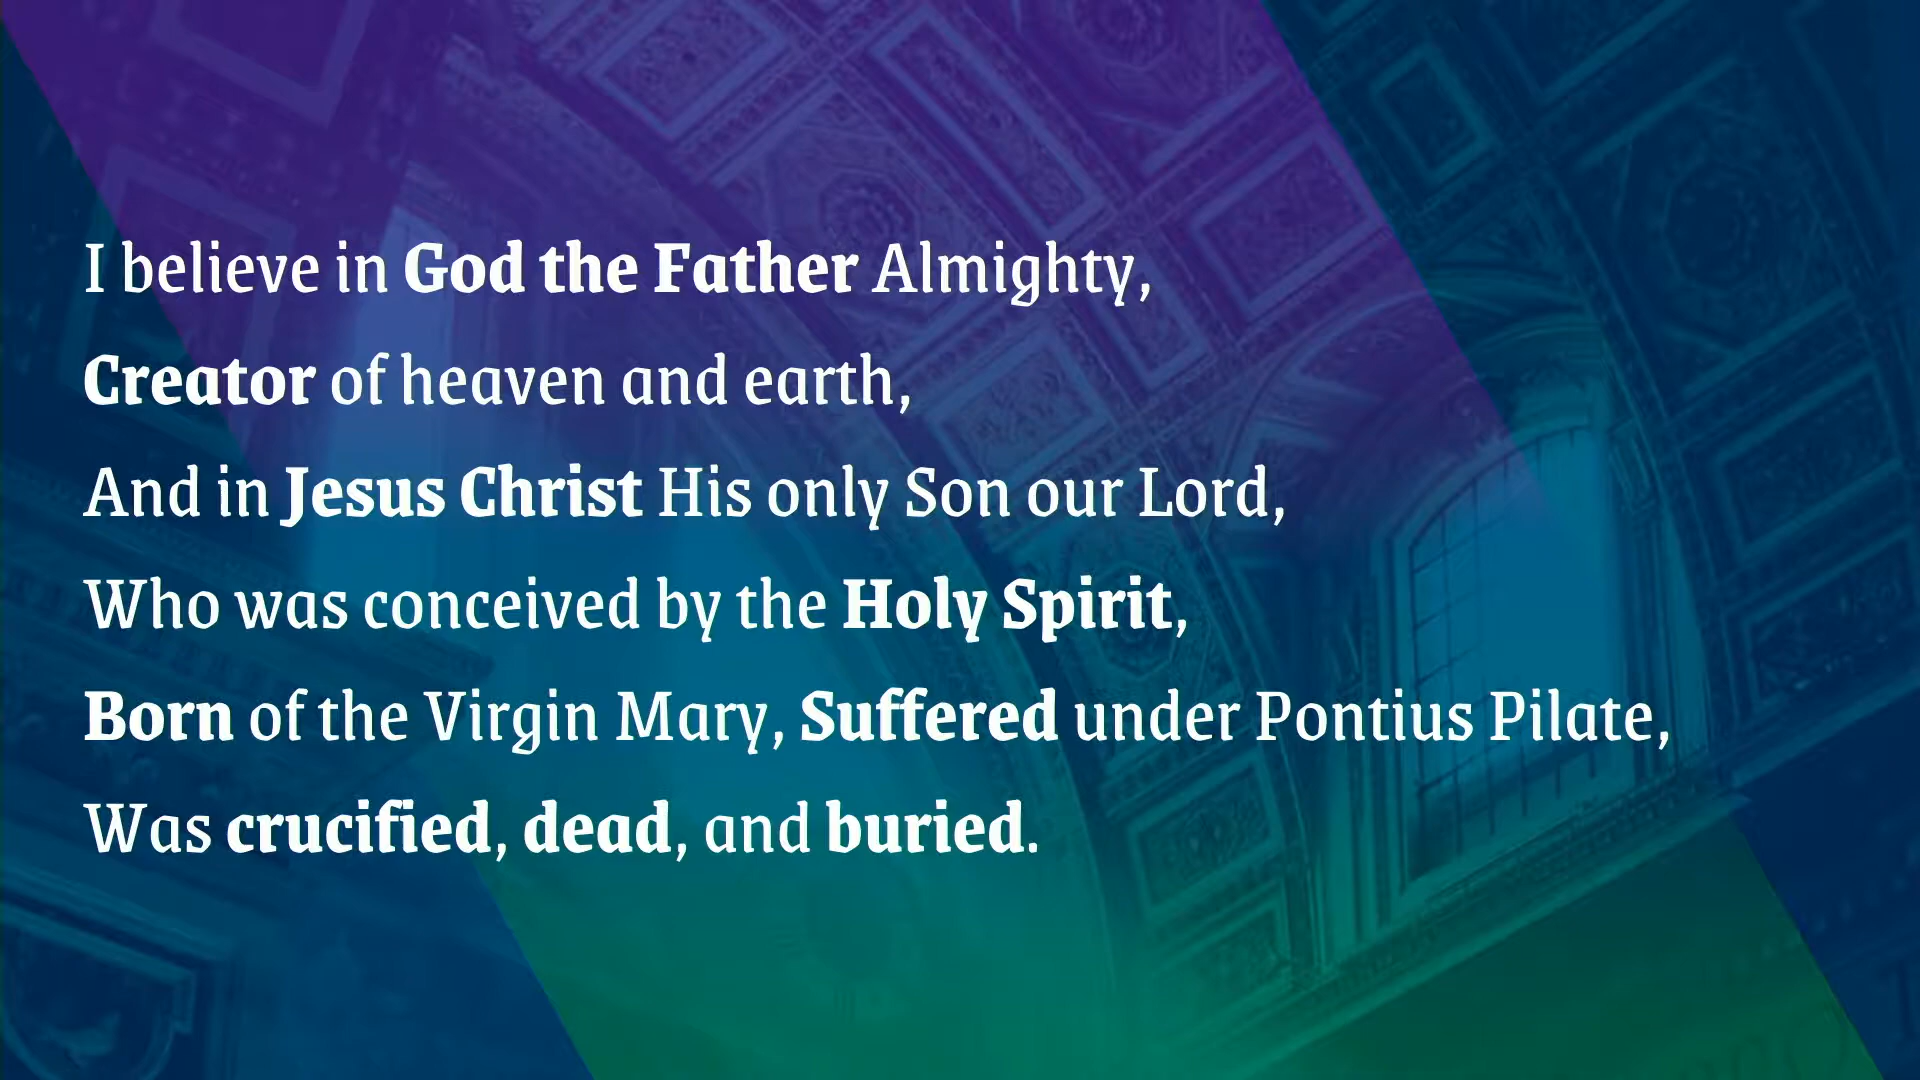 I believe in God the Father Almighty,
Creator of heaven and earth,
And in Jesus Christ His only Son our Lord,
Who was conceived by the Holy Spirit,
Born of the Virgin Mary, Suffered under Pontius Pilate,
Was crucified, dead, and buried.